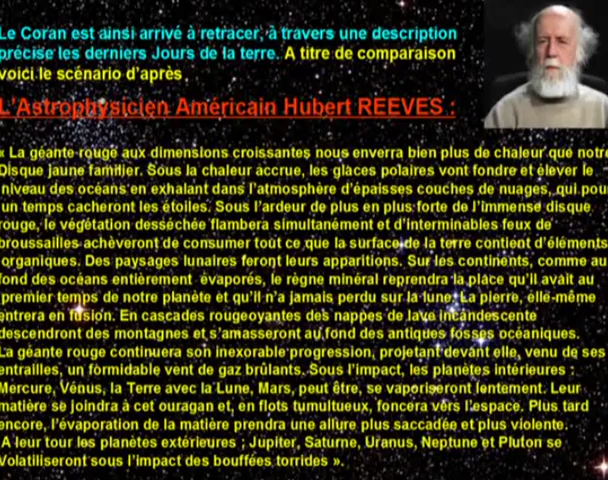 Le Coran est ainsi arrivé à retracer, à travers une description
précise les derniers Jours de la terre. A titre de comparaison
voici le scénario d'après
L'Astrophysicien Américain Hubert REEVES :
« La géante rouge aux dimensions croissantes nous enverra bien plus de chaleur que notre
Disque jaune familier. Sous la chaleur accrue, les glaces polaires vont fondre et élever le
niveau des océans en exhalant dans l'atmosphère d'épaisses couches de nuages, qui pour
un temps cacheront les étoiles. Sous l'ardeur de plus en plus forte de l'immense disque
rouge, le végétation desséchée flambera simultanément et d'interminables feux de
broussailles achèveront de consumer tout ce que la surface de la terre contient d'éléments
organiques. Des paysages lunaires feront leurs apparitions. Sur les continents, comme au
fond des océans entièrement évaporés, le règne minéral reprendra la place qu'il avait au
premier temps de notre planète et qu'il n'a jamais perdu sur la lune. La pierre, elle-même
entrera en fusion. En cascades rougeoyantes des nappes de lava incandescente
descendront des montagnes et s'amasseront au fond des antiques fosses océaniques.
La géante rouge continuera son inexorable progression, projetant devant elle, venu de ses
entrailles, un formidable vent de gaz brûlants. Sous l'impact, les planètes intérieures :
Mercure, Vénus, la Terre avec la Lune, Mars, peut être, se vaporiseront lentement. Leur
matière se joindra à cet ouragan et, en flots tumultueux, foncera vers l'espace. Plus tard
encore, l'évaporation de la matière prendra une allure plus saccadée et plus violente.
A leur tour les planètes extérieures ; Jupiter, Saturne, Uranus, Neptune et Pluton se
Volatiliseront sous l'impact des bouffées torrides ».